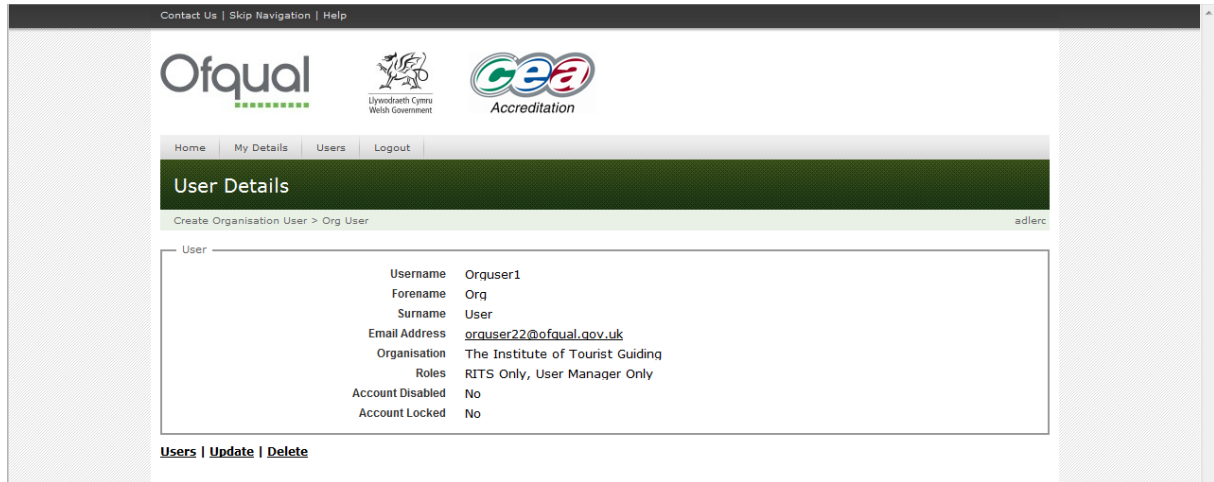 Contact Us | Skip Navigation | Help
Ofqual
Llywodraeth Cymru
Welsh Government
cea
Accreditation
Home My Details Users Logout
User Details
Create Organisation User > Org User adlerc
User
Username Orguser1
Forename Org
Surname User
Email Address orguser22@ofqual.gov.uk
Organisation The Institute of Tourist Guiding
Roles RITS Only, User Manager Only
Account Disabled No
Account Locked No
Users | Update | Delete